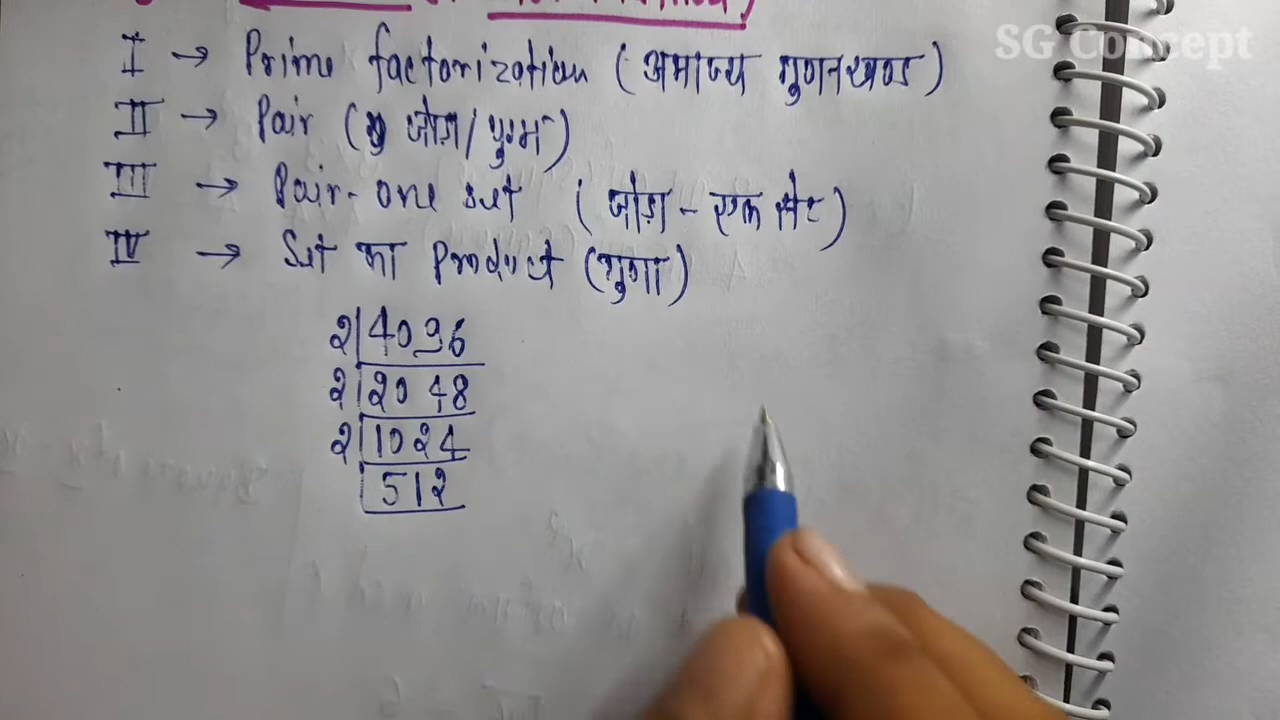 SG Concept
I → Prime factorization (अभाज्य गुणनखण्ड)
II → Pair (जोड़ा/युग्म)
III → Pair-one set (जोड़ा - एक सेट)
IV → Set का Product (गुणा)
2 4096
2 2048
2 1024
512